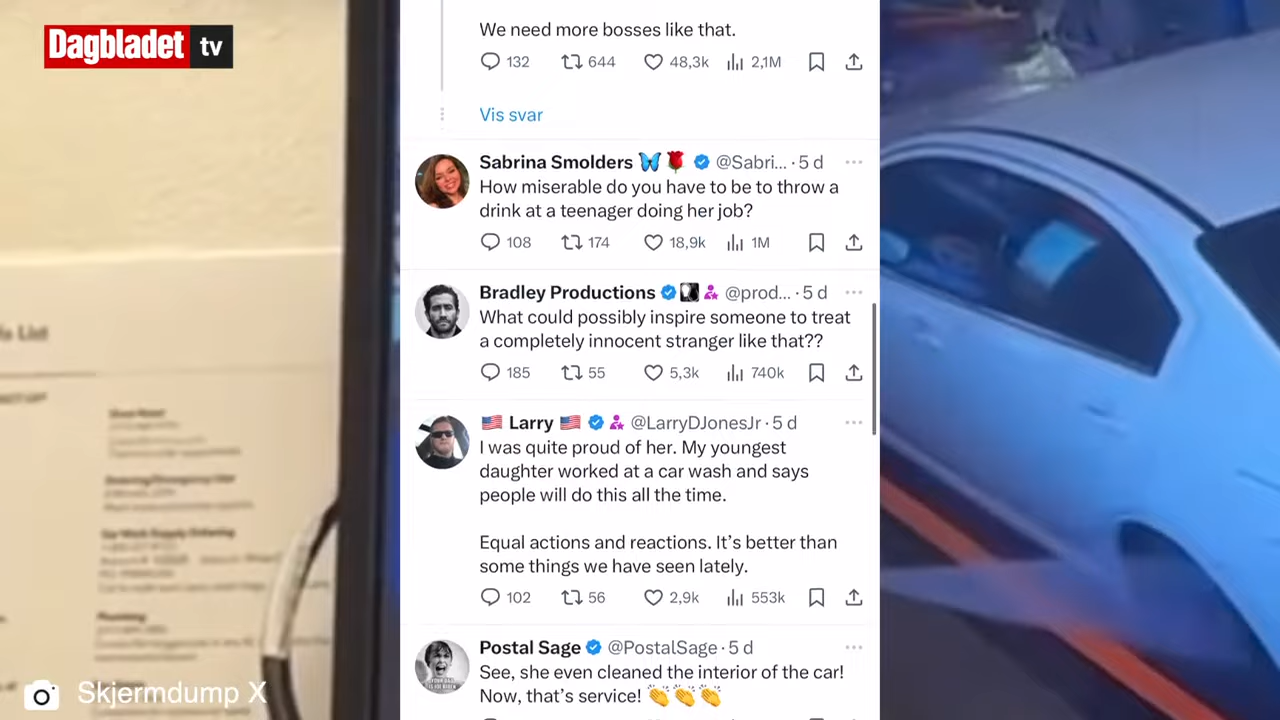 Dagbladet tv
We need more bosses like that.
132 644 48,3k 2,1M
Vis svar
Sabrina Smolders 🦋🌹 @Sabri... · 5 d
How miserable do you have to be to throw a
drink at a teenager doing her job?
108 174 18,9k 1M
Bradley Productions @prod... · 5 d
What could possibly inspire someone to treat
a completely innocent stranger like that??
185 55 5,3k 740k
🇺🇸 Larry 🇺🇸 @LarryDJonesJr · 5 d
I was quite proud of her. My youngest
daughter worked at a car wash and says
people will do this all the time.
Equal actions and reactions. It’s better than
some things we have seen lately.
102 56 2,9k 553k
Postal Sage @PostalSage · 5 d
See, she even cleaned the interior of the car!
Now, that’s service! 👏👏👏
Skjermdump X